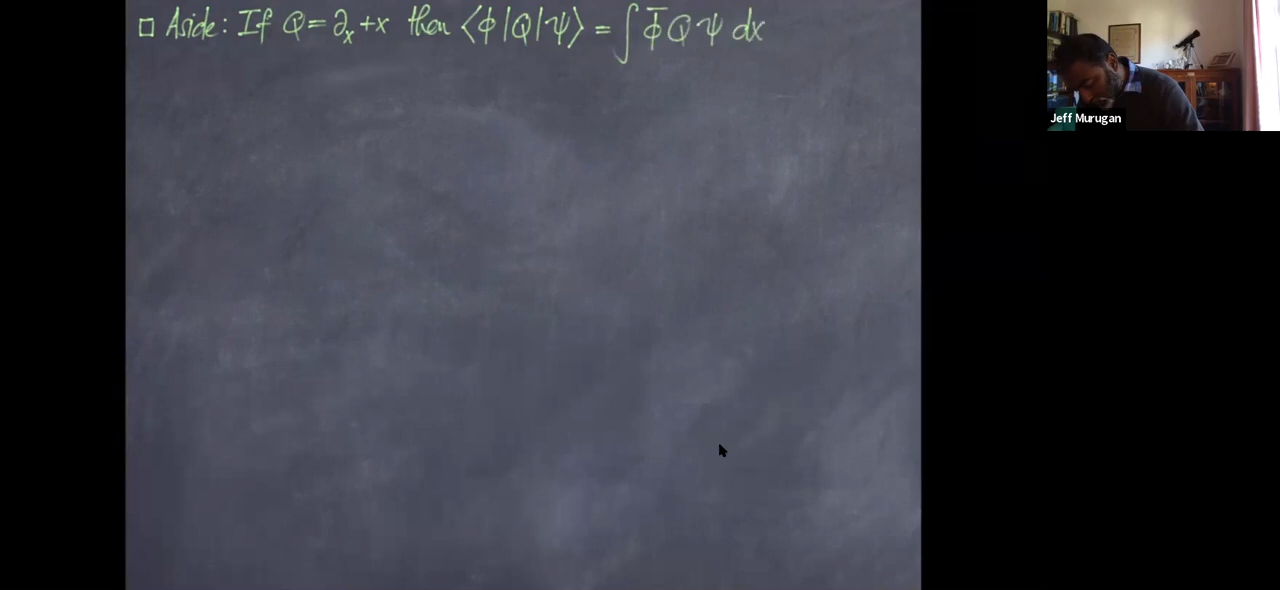 □ Aside: If Q = ∂ₓ + x then ⟨ϕ|Q|ψ⟩ = ∫ ϕ̄ Q ψ dx
Jeff Murugan